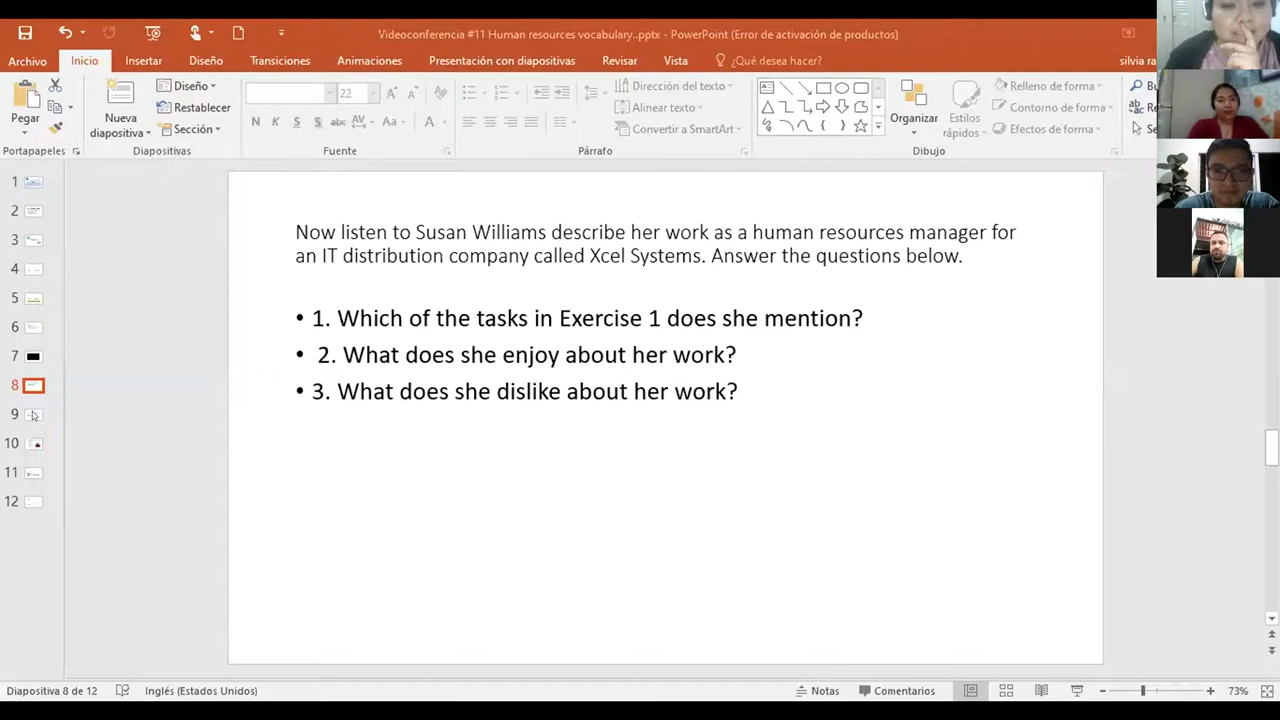 Videoconferencia #11 Human resources vocabulary..pptx - PowerPoint (Error de activación de productos)
Archivo Inicio Insertar Diseño Transiciones Animaciones Presentación con diapositivas Revisar Vista ¿Qué desea hacer? silvia
Pegar
Nueva diapositiva
Diseño
Restablecer
Sección
22
N K S S abc AV Aa A
Dirección del texto
Alinear texto
Convertir a SmartArt
Organizar
Estilos rápidos
Relleno de forma
Contorno de forma
Efectos de forma
Portapapeles Diapositivas Fuente Párrafo Dibujo
1
2
3
4
5
6
7
8
9
10
11
12
Now listen to Susan Williams describe her work as a human resources manager for
an IT distribution company called Xcel Systems. Answer the questions below.
• 1. Which of the tasks in Exercise 1 does she mention?
• 2. What does she enjoy about her work?
• 3. What does she dislike about her work?
Diapositiva 8 de 12 Inglés (Estados Unidos) Notas Comentarios 73%